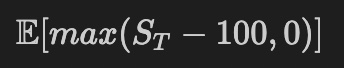 𝔼[max(S_T − 100, 0)]